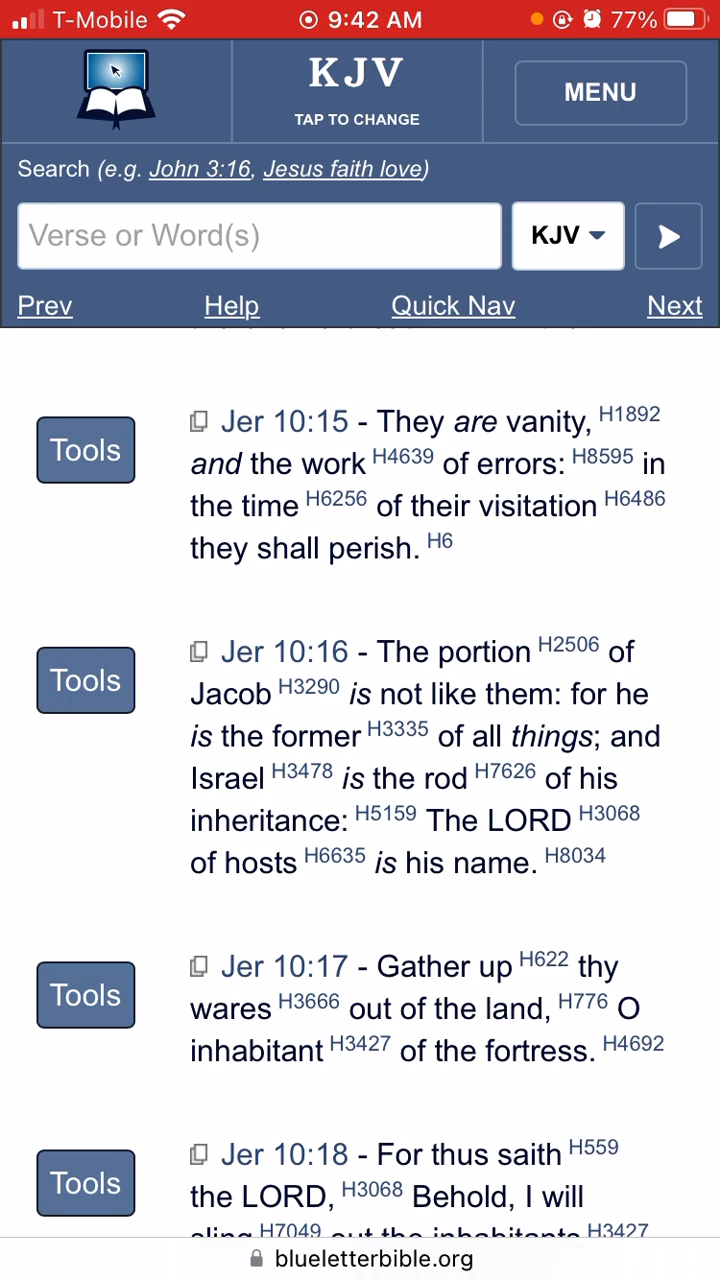 T-Mobile 9:42 AM 77%
KJV
TAP TO CHANGE
MENU
Search (e.g. John 3:16, Jesus faith love)
Verse or Word(s) KJV
Prev Help Quick Nav Next
Tools
Jer 10:15 - They are vanity, H1892
and the work H4639 of errors: H8595 in
the time H6256 of their visitation H6486
they shall perish. H6
Tools
Jer 10:16 - The portion H2506 of
Jacob H3290 is not like them: for he
is the former H3335 of all things; and
Israel H3478 is the rod H7626 of his
inheritance: H5159 The LORD H3068
of hosts H6635 is his name. H8034
Tools
Jer 10:17 - Gather up H622 thy
wares H3666 out of the land, H776 O
inhabitant H3427 of the fortress. H4692
Tools
Jer 10:18 - For thus saith H559
the LORD, H3068 Behold, I will
sling H7049 out the inhabitants H3427
blueletterbible.org